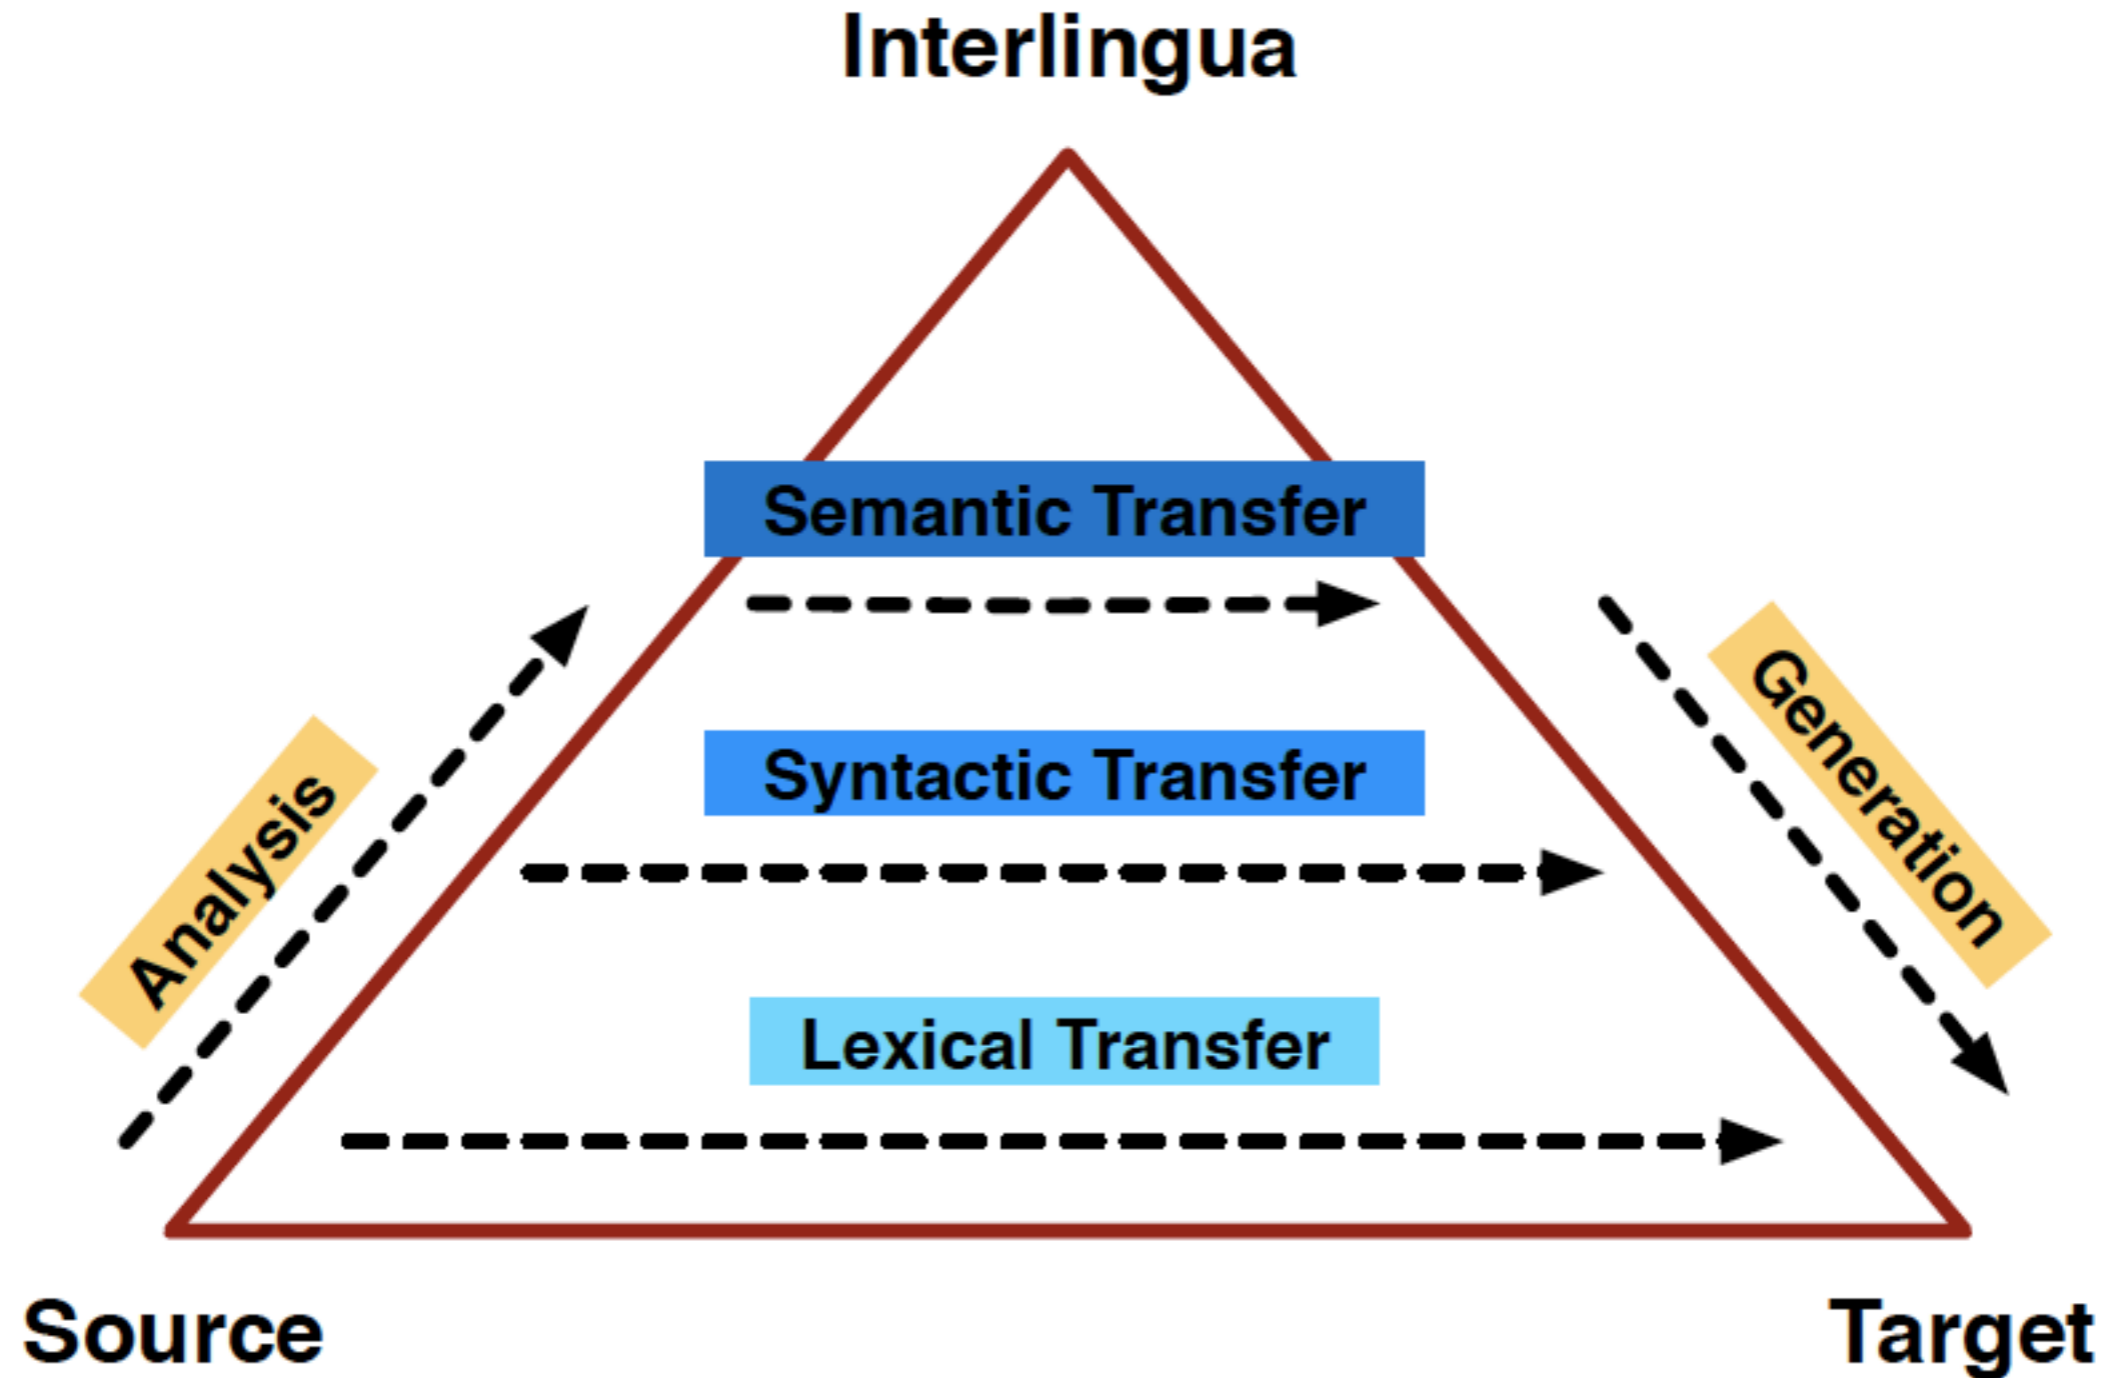 Interlingua
Semantic Transfer
Analysis
Generation
Syntactic Transfer
Lexical Transfer
Source
Target